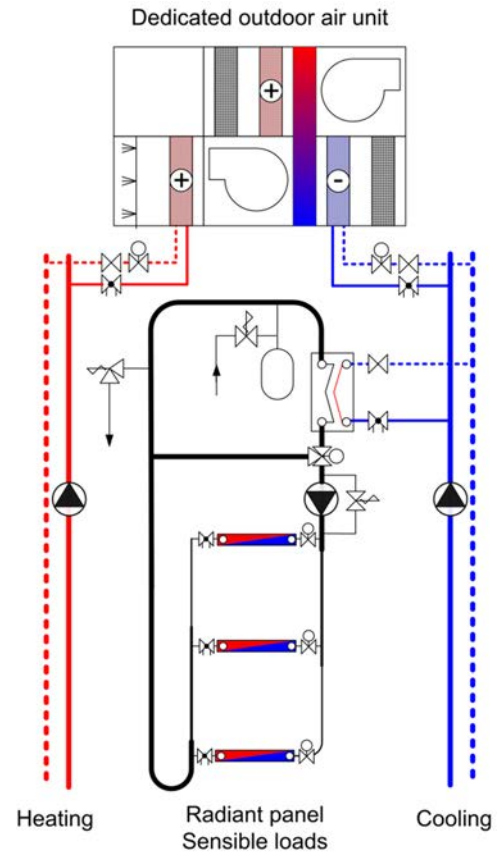 Dedicated outdoor air unit
+
+
-
Heating
Radiant panel
Sensible loads
Cooling